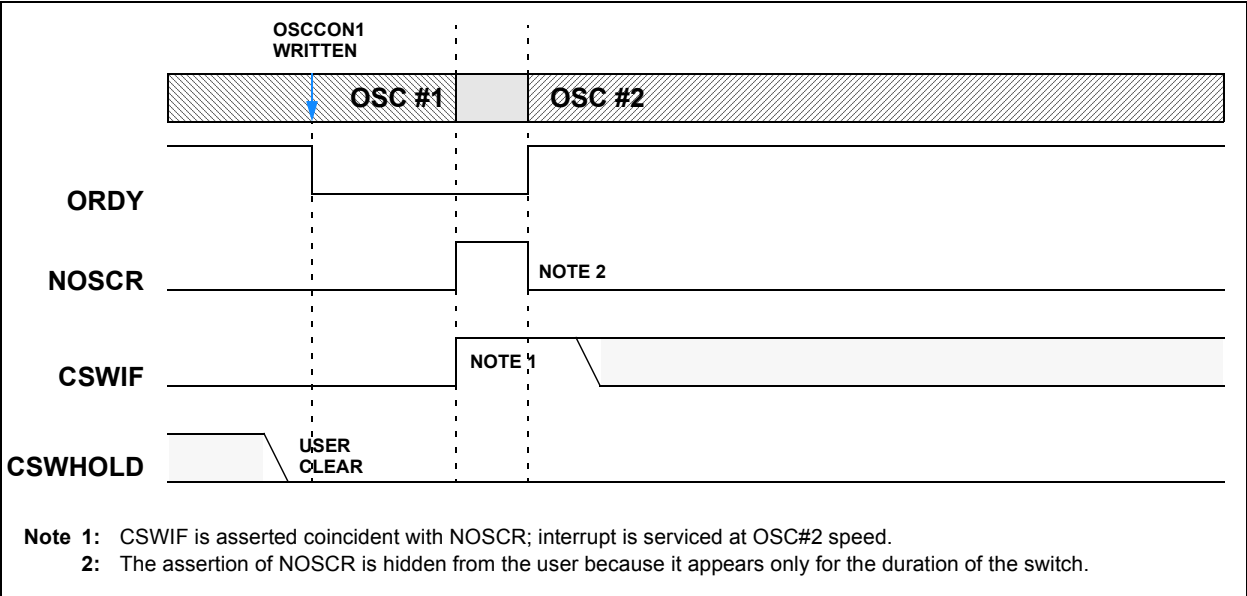 OSCCON1
WRITTEN
OSC #1
OSC #2
ORDY
NOSCR
NOTE 2
CSWIF
NOTE 1
CSWHOLD
USER
CLEAR
Note 1: CSWIF is asserted coincident with NOSCR; interrupt is serviced at OSC#2 speed.
2: The assertion of NOSCR is hidden from the user because it appears only for the duration of the switch.